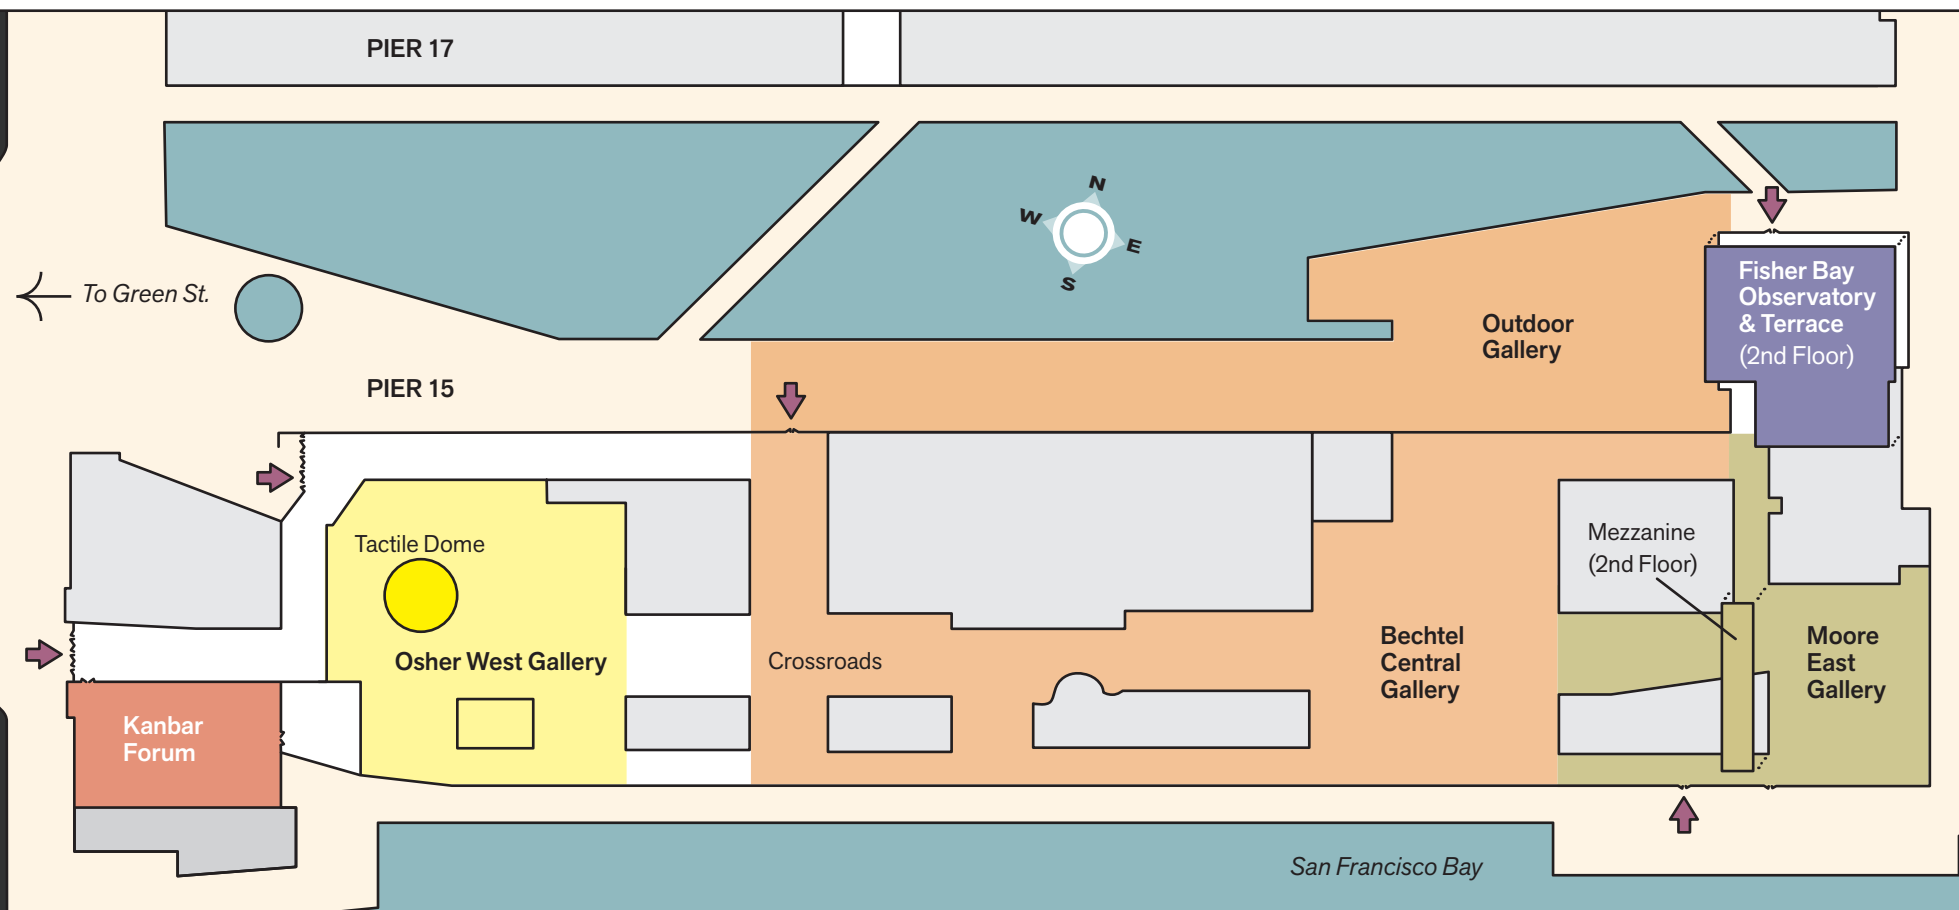 PIER 17
N
W
E
S
To Green St.
Fisher Bay
Observatory
& Terrace
(2nd Floor)
Outdoor
Gallery
PIER 15
Mezzanine
(2nd Floor)
Tactile Dome
Osher West Gallery
Crossroads
Bechtel
Central
Gallery
Moore
East
Gallery
Kanbar
Forum
San Francisco Bay